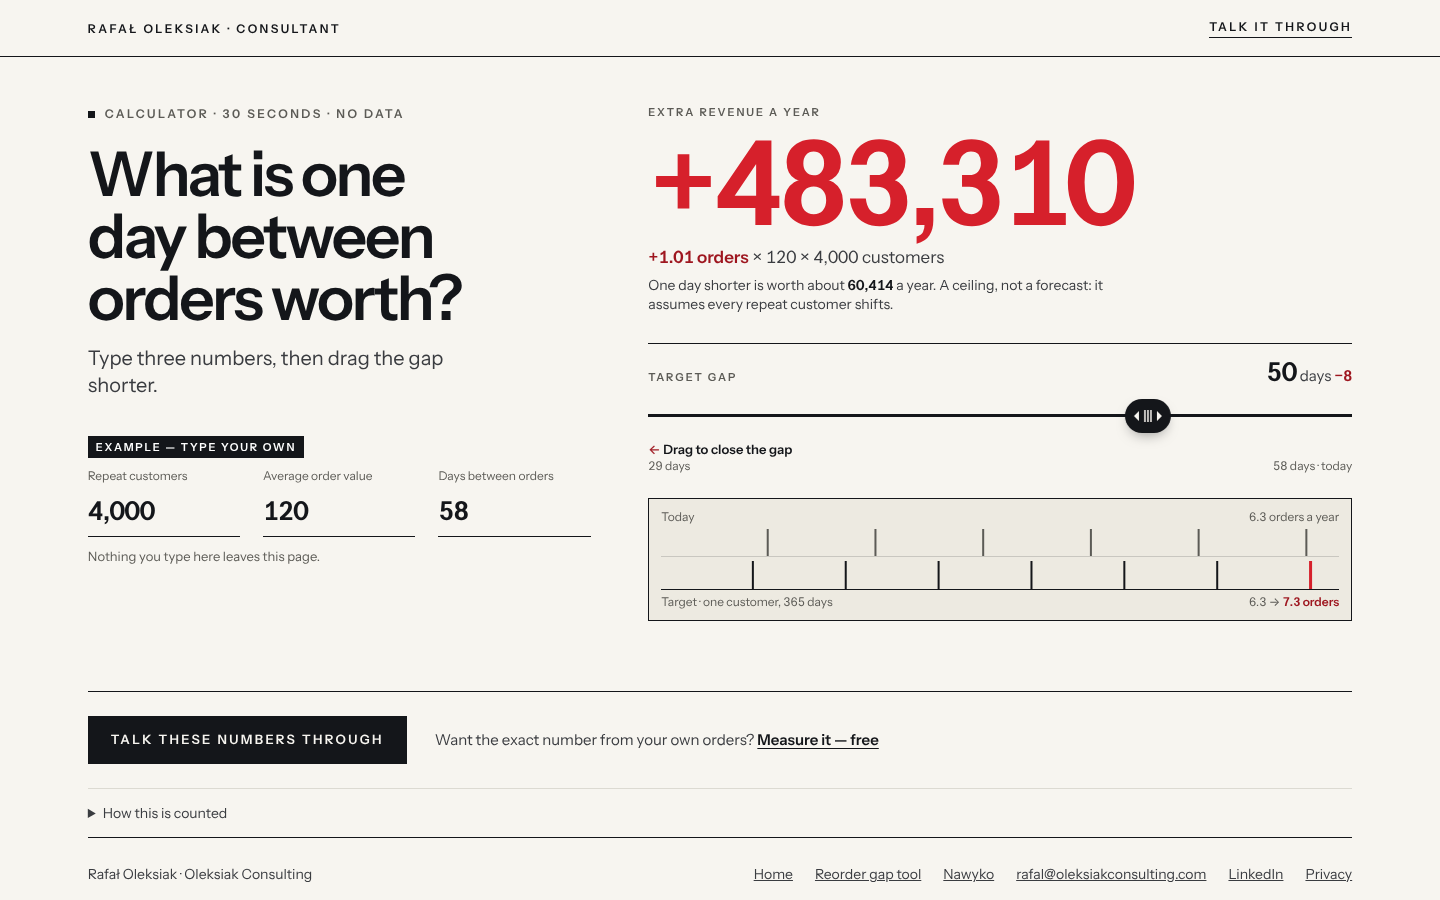 RAFAŁ OLEKSIAK · CONSULTANT
TALK IT THROUGH
CALCULATOR · 30 SECONDS · NO DATA
What is one
day between
orders worth?
Type three numbers, then drag the gap
shorter.
EXAMPLE — TYPE YOUR OWN
Repeat customers
4,000
Average order value
120
Days between orders
58
Nothing you type here leaves this page.
EXTRA REVENUE A YEAR
+483,310
+1.01 orders × 120 × 4,000 customers
One day shorter is worth about 60,414 a year. A ceiling, not a forecast: it
assumes every repeat customer shifts.
TARGET GAP
50 days −8
← Drag to close the gap
29 days
58 days · today
Today
6.3 orders a year
Target · one customer, 365 days
6.3 → 7.3 orders
TALK THESE NUMBERS THROUGH
Want the exact number from your own orders? Measure it — free
▶ How this is counted
Rafał Oleksiak · Oleksiak Consulting
Home
Reorder gap tool
Nawyko
rafal@oleksiakconsulting.com
LinkedIn
Privacy